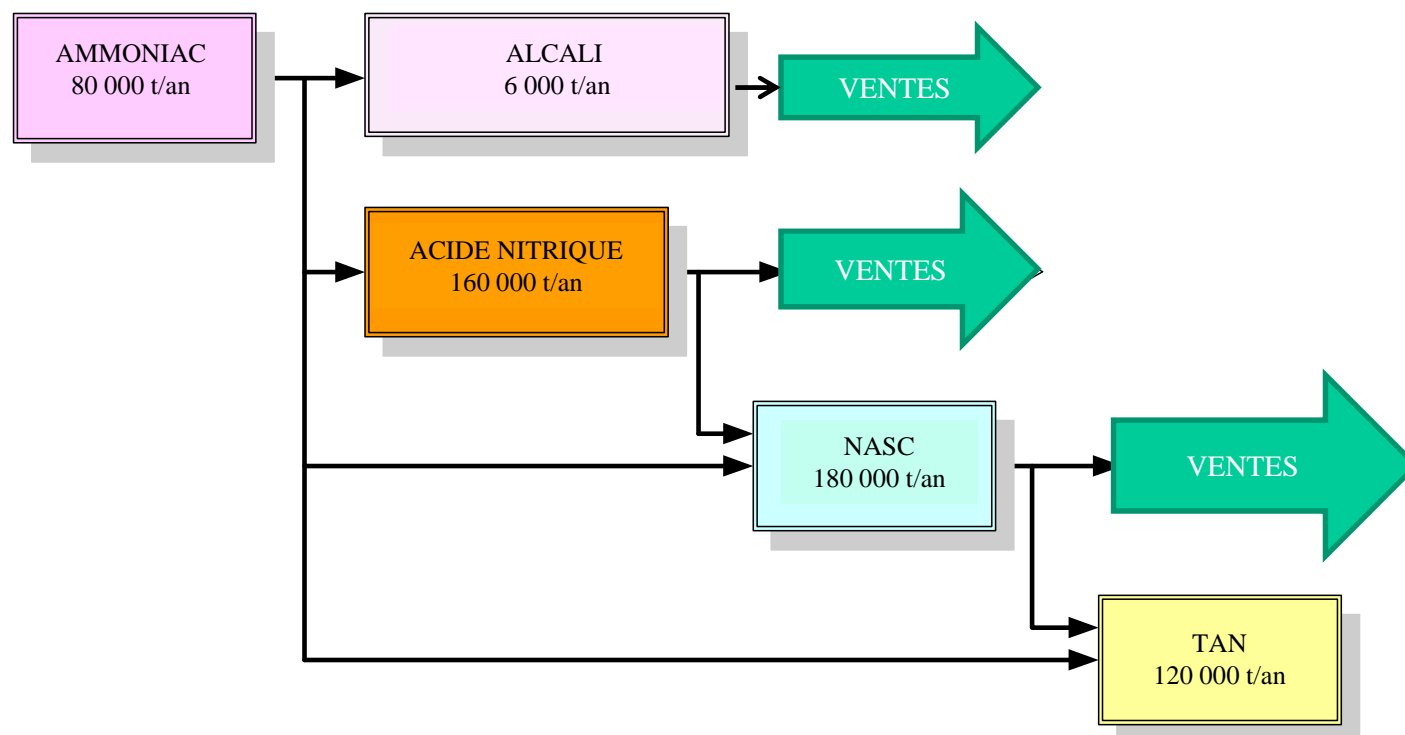 AMMONIAC
80 000 t/an
ALCALI
6 000 t/an
VENTES
ACIDE NITRIQUE
160 000 t/an
VENTES
NASC
180 000 t/an
VENTES
TAN
120 000 t/an